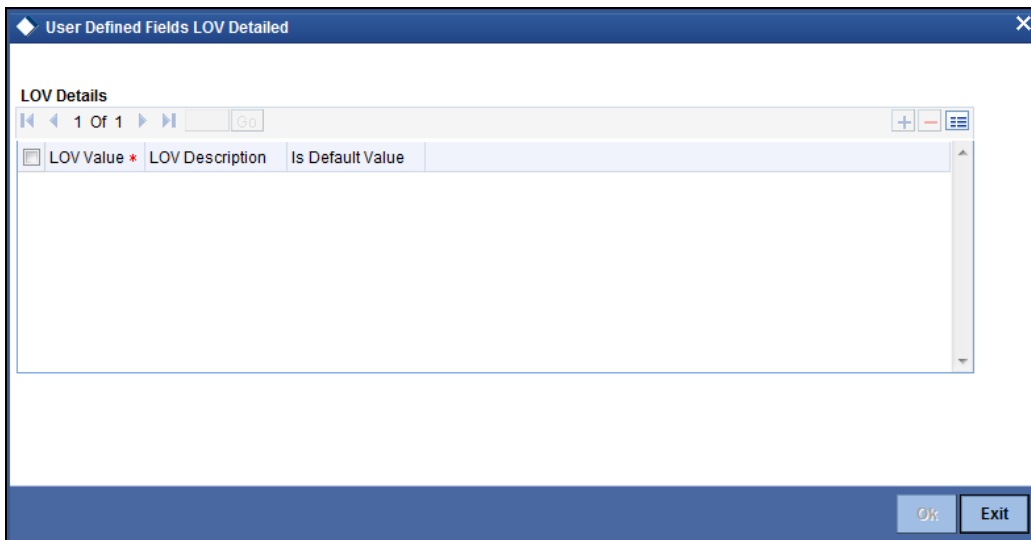 User Defined Fields LOV Detailed
LOV Details
1 Of 1 Go
LOV Value * LOV Description Is Default Value
Ok Exit